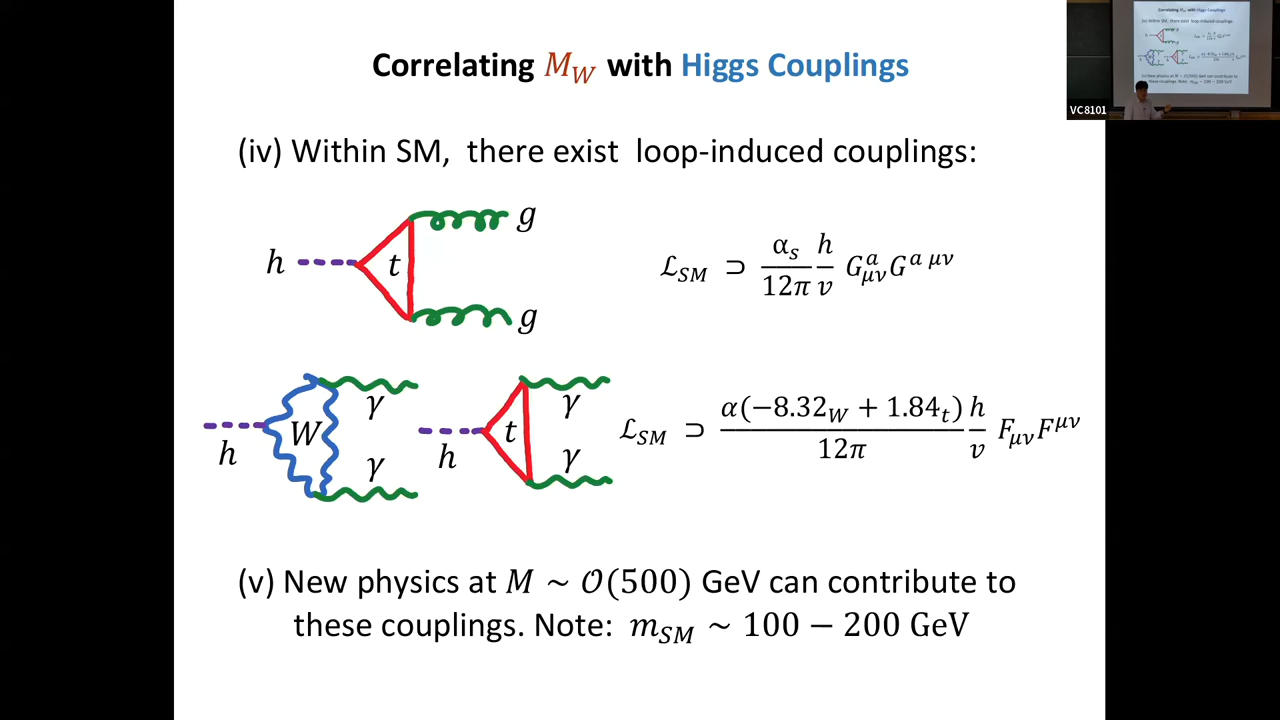 Correlating M_W with Higgs Couplings
(iv) Within SM, there exist loop-induced couplings:
h t g g
ℒ_SM ⊃ α_s/12π h/v G^a_μν G^{a μν}
h W γ γ
h t γ γ
ℒ_SM ⊃ α(−8.32_W + 1.84_t)/12π h/v F_μν F^μν
(v) New physics at M ~ 𝒪(500) GeV can contribute to
these couplings. Note: m_SM ~ 100 − 200 GeV
VC8101